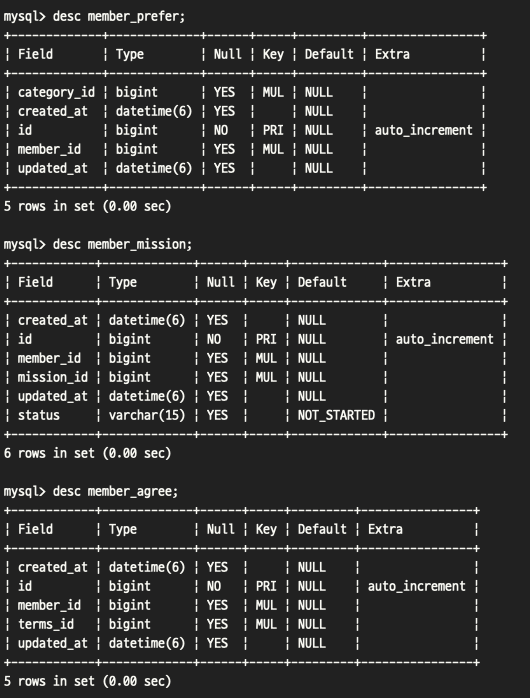 mysql> desc member_prefer;
+-------------+-------------+------+-----+---------+----------------+
| Field       | Type        | Null | Key | Default | Extra          |
+-------------+-------------+------+-----+---------+----------------+
| category_id | bigint      | YES  | MUL | NULL    |                |
| created_at  | datetime(6) | YES  |     | NULL    |                |
| id          | bigint      | NO   | PRI | NULL    | auto_increment |
| member_id   | bigint      | YES  | MUL | NULL    |                |
| updated_at  | datetime(6) | YES  |     | NULL    |                |
+-------------+-------------+------+-----+---------+----------------+
5 rows in set (0.00 sec)
mysql> desc member_mission;
+------------+-------------+------+-----+-------------+----------------+
| Field      | Type        | Null | Key | Default     | Extra          |
+------------+-------------+------+-----+-------------+----------------+
| created_at | datetime(6) | YES  |     | NULL        |                |
| id         | bigint      | NO   | PRI | NULL        | auto_increment |
| member_id  | bigint      | YES  | MUL | NULL        |                |
| mission_id | bigint      | YES  | MUL | NULL        |                |
| updated_at | datetime(6) | YES  |     | NULL        |                |
| status     | varchar(15) | YES  |     | NOT_STARTED |                |
+------------+-------------+------+-----+-------------+----------------+
6 rows in set (0.00 sec)
mysql> desc member_agree;
+------------+-------------+------+-----+---------+----------------+
| Field      | Type        | Null | Key | Default | Extra          |
+------------+-------------+------+-----+---------+----------------+
| created_at | datetime(6) | YES  |     | NULL    |                |
| id         | bigint      | NO   | PRI | NULL    | auto_increment |
| member_id  | bigint      | YES  | MUL | NULL    |                |
| terms_id   | bigint      | YES  | MUL | NULL    |                |
| updated_at | datetime(6) | YES  |     | NULL    |                |
+------------+-------------+------+-----+---------+----------------+
5 rows in set (0.00 sec)